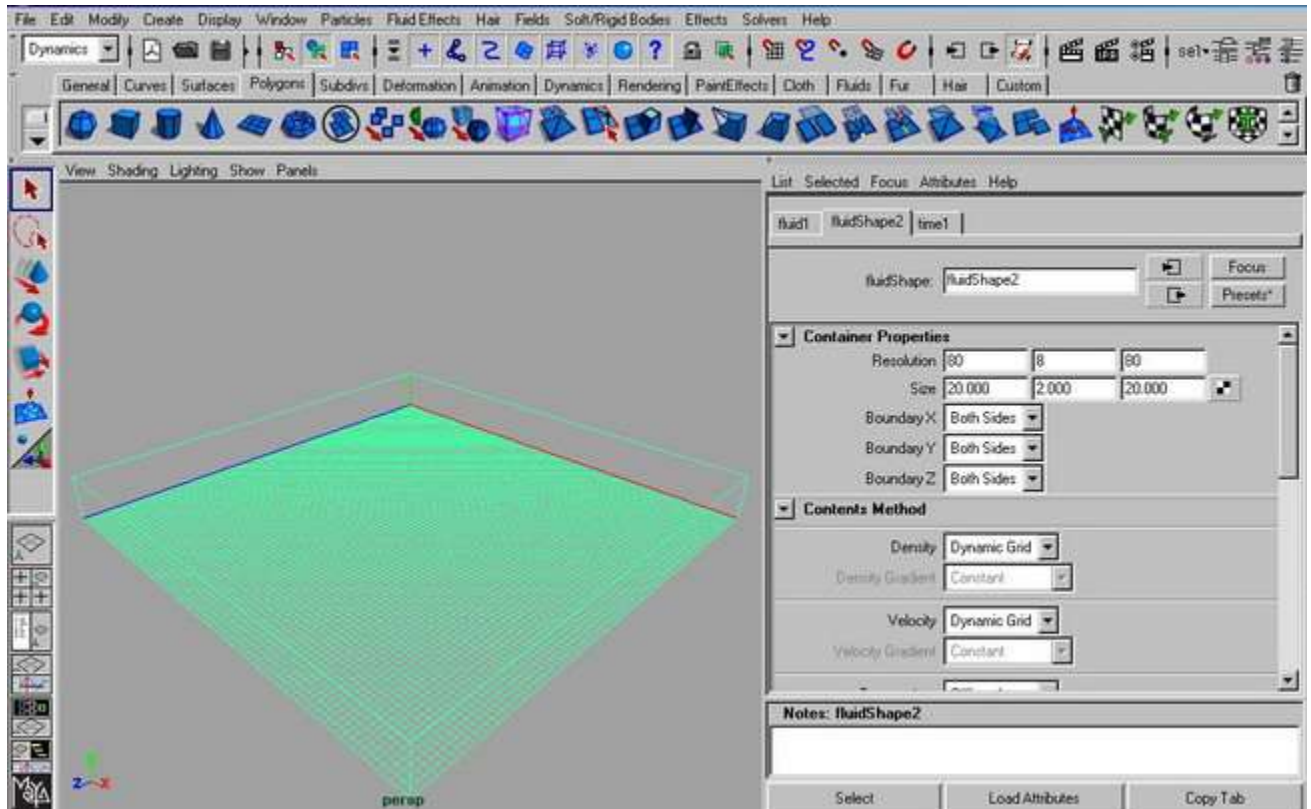 File Edit Modify Create Display Window Particles Fluid Effects Hair Fields Soft/Rigid Bodies Effects Solvers Help
Dynamics sel
General Curves Surfaces Polygons Subdivs Deformation Animation Dynamics Rendering PaintEffects Cloth Fluids Fur Hair Custom
View Shading Lighting Show Panels
List Selected Focus Attributes Help
fluid1 fluidShape2 time1
fluidShape: fluidShape2
Focus
Presets*
Container Properties
Resolution 80 8 80
Size 20.000 2.000 20.000
Boundary X Both Sides
Boundary Y Both Sides
Boundary Z Both Sides
Contents Method
Density Dynamic Grid
Density Gradient Constant
Velocity Dynamic Grid
Velocity Gradient Constant
Notes: fluidShape2
Select Load Attributes Copy Tab
z x
persp
MAYA